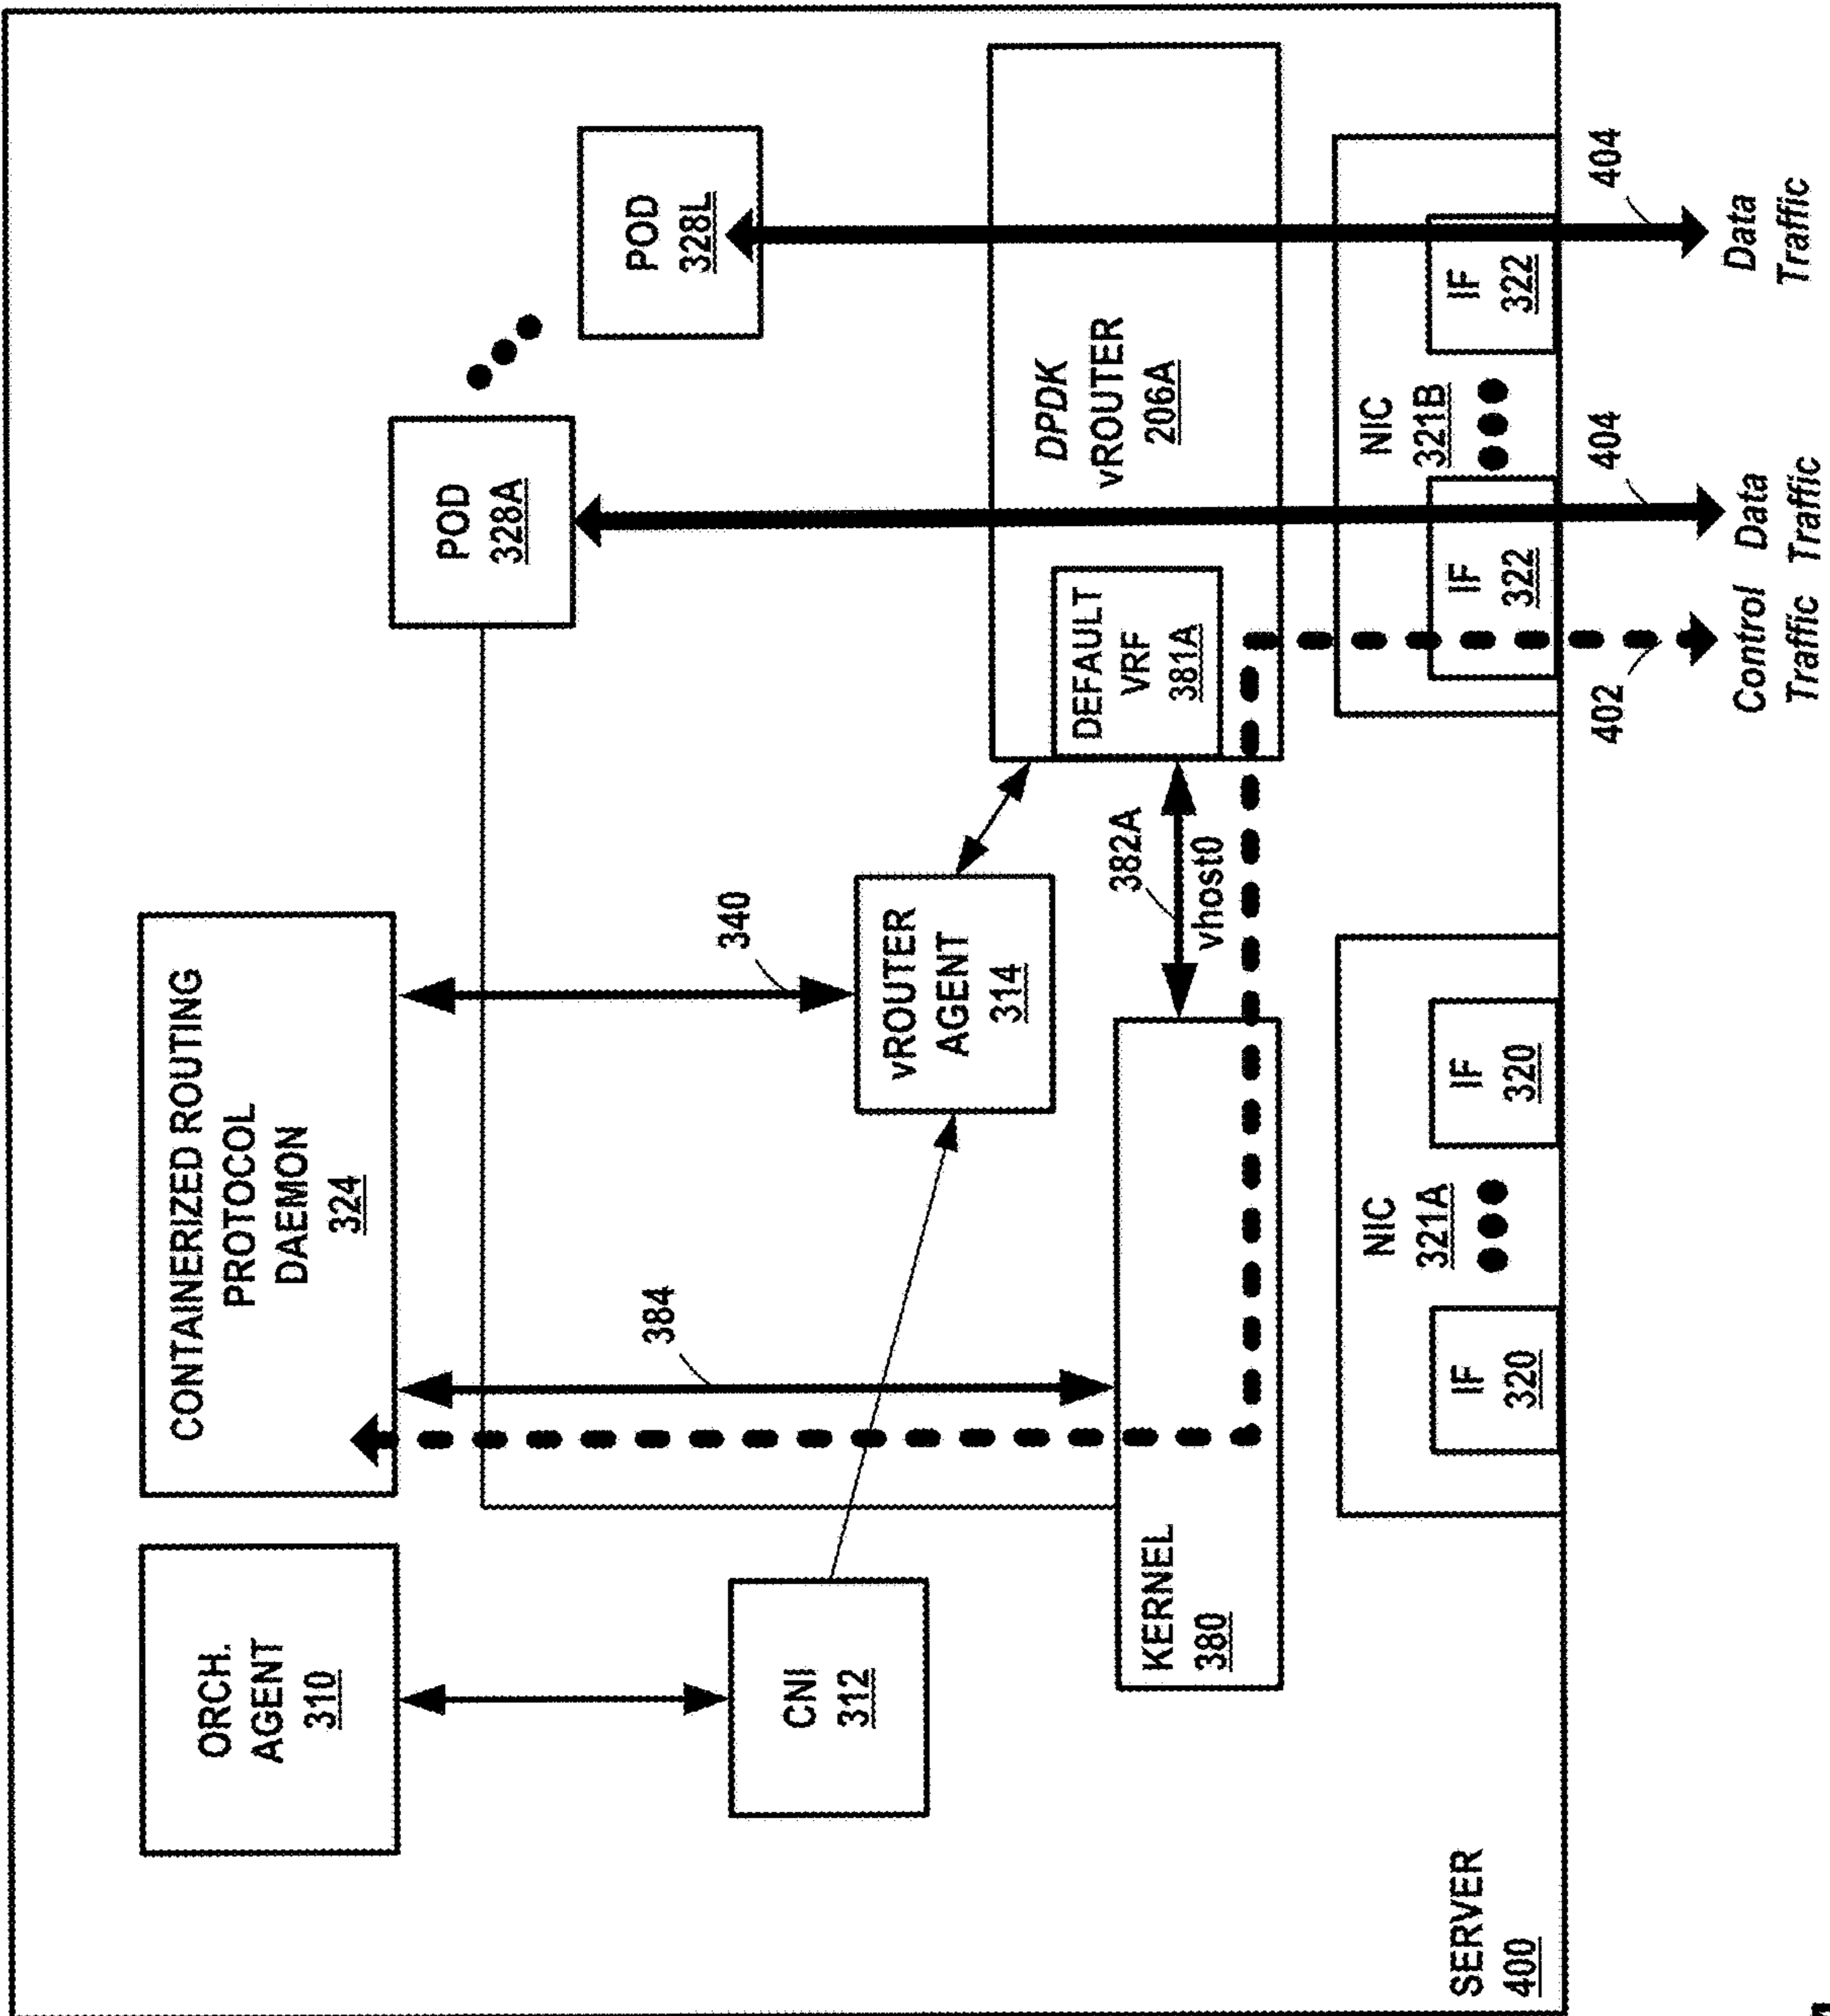 ORCH.
AGENT
310
CONTAINERIZED ROUTING
PROTOCOL
DAEMON
324
POD
328A
POD
328L
384
340
CNI
312
vROUTER
AGENT
314
DPDK
vROUTER
206A
DEFAULT
VRF
381A
382A
vhost0
KERNEL
380
NIC
321A
IF
320
IF
320
NIC
321B
IF
322
IF
322
SERVER
400
402
404
404
Control
Traffic
Data
Traffic
Data
Traffic